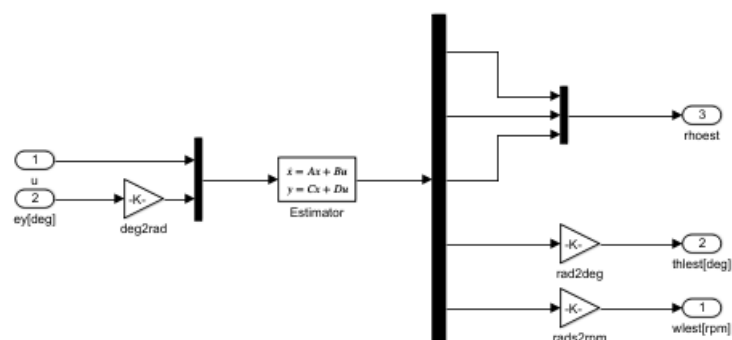 1
u
2
ey[deg]
-K-
deg2rad
ẋ = Ax + Bu
y = Cx + Du
Estimator
3
rhoest
-K-
rad2deg
2
thlest[deg]
-K-
rads2rpm
1
wlest[rpm]